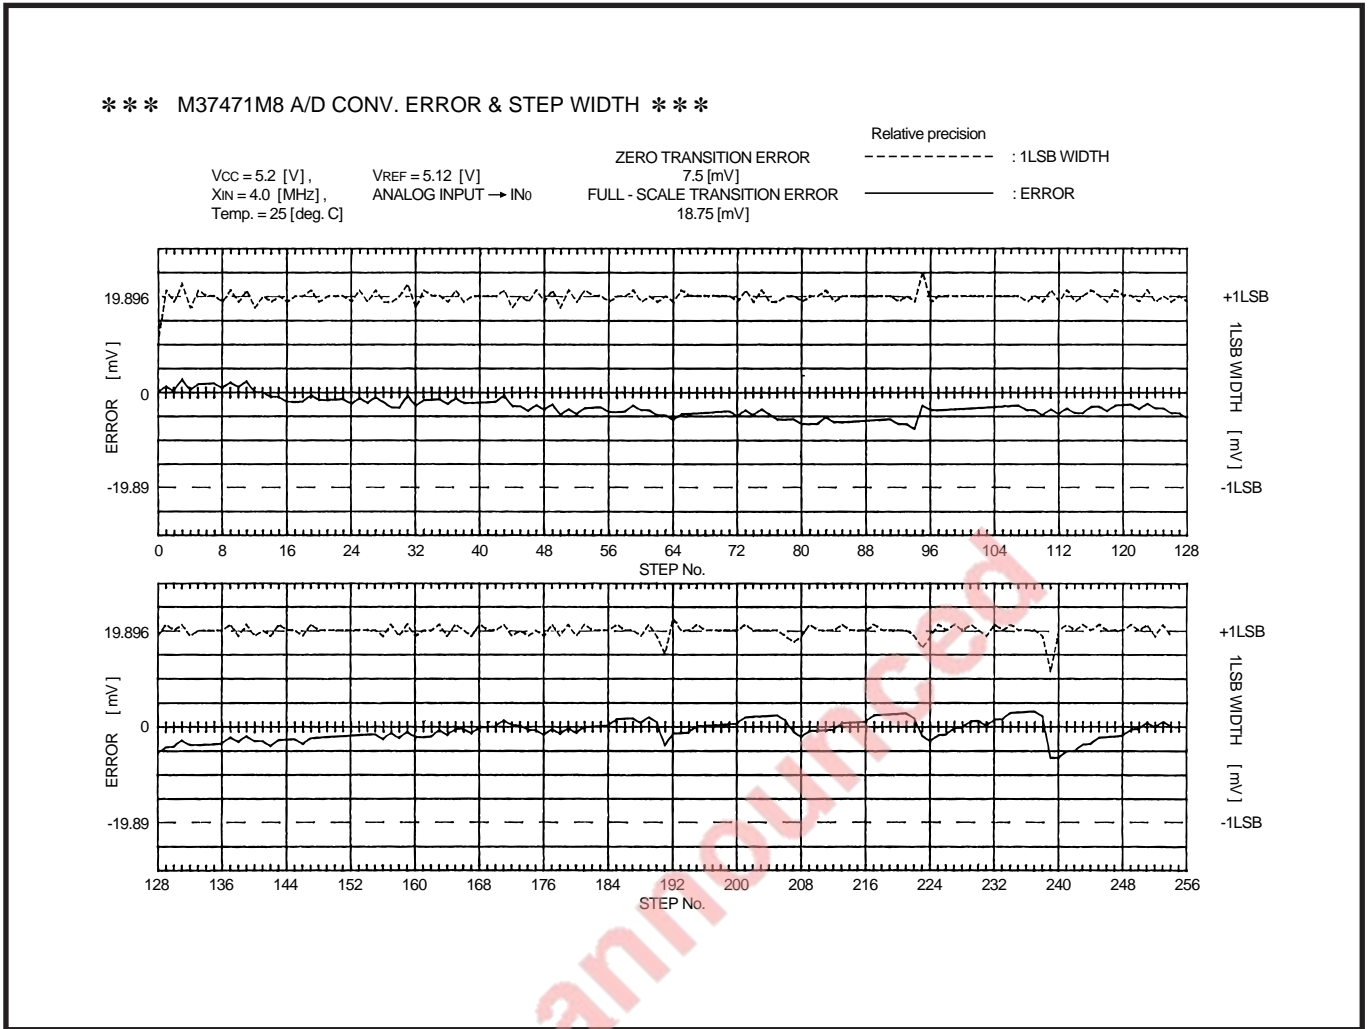 *** M37471M8 A/D CONV. ERROR & STEP WIDTH ***
Relative precision
ZERO TRANSITION ERROR
: 1LSB WIDTH
VCC = 5.2 [V] , VREF = 5.12 [V]
7.5 [mV]
XIN = 4.0 [MHz] , ANALOG INPUT → IN0
FULL - SCALE TRANSITION ERROR
: ERROR
Temp. = 25 [deg. C]
18.75 [mV]
19.896
+1LSB
ERROR [mV]
1LSB WIDTH [mV]
0
-19.89
-1LSB
0 8 16 24 32 40 48 56 64 72 80 88 96 104 112 120 128
STEP No.
19.896
+1LSB
ERROR [mV]
1LSB WIDTH [mV]
0
-19.89
-1LSB
128 136 144 152 160 168 176 184 192 200 208 216 224 232 240 248 256
STEP No.
announced